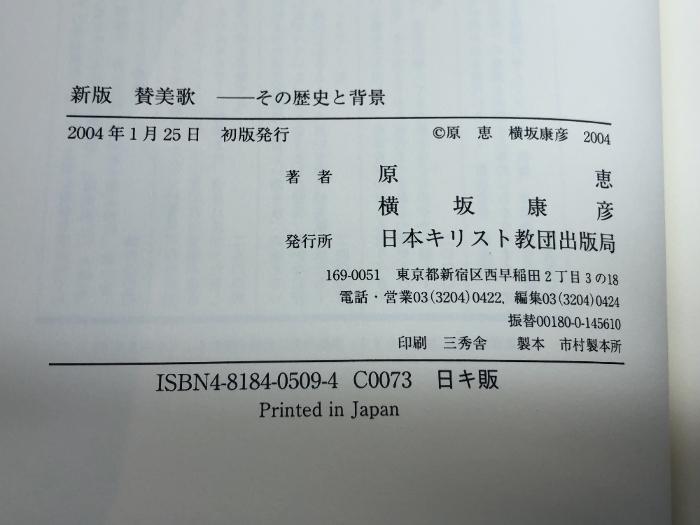 新版　賛美歌　――その歴史と背景
2004年1月25日　初版発行　©原　恵　横坂康彦　2004
著　者　原　恵
横　坂　康　彦
発行所　日本キリスト教団出版局
169-0051　東京都新宿区西早稲田2丁目3の18
電話・営業03(3204)0422, 編集03(3204)0424
振替00180-0-145610
印刷　三秀舎　製本　市村製本所
ISBN4-8184-0509-4　C0073　日キ販
Printed in Japan